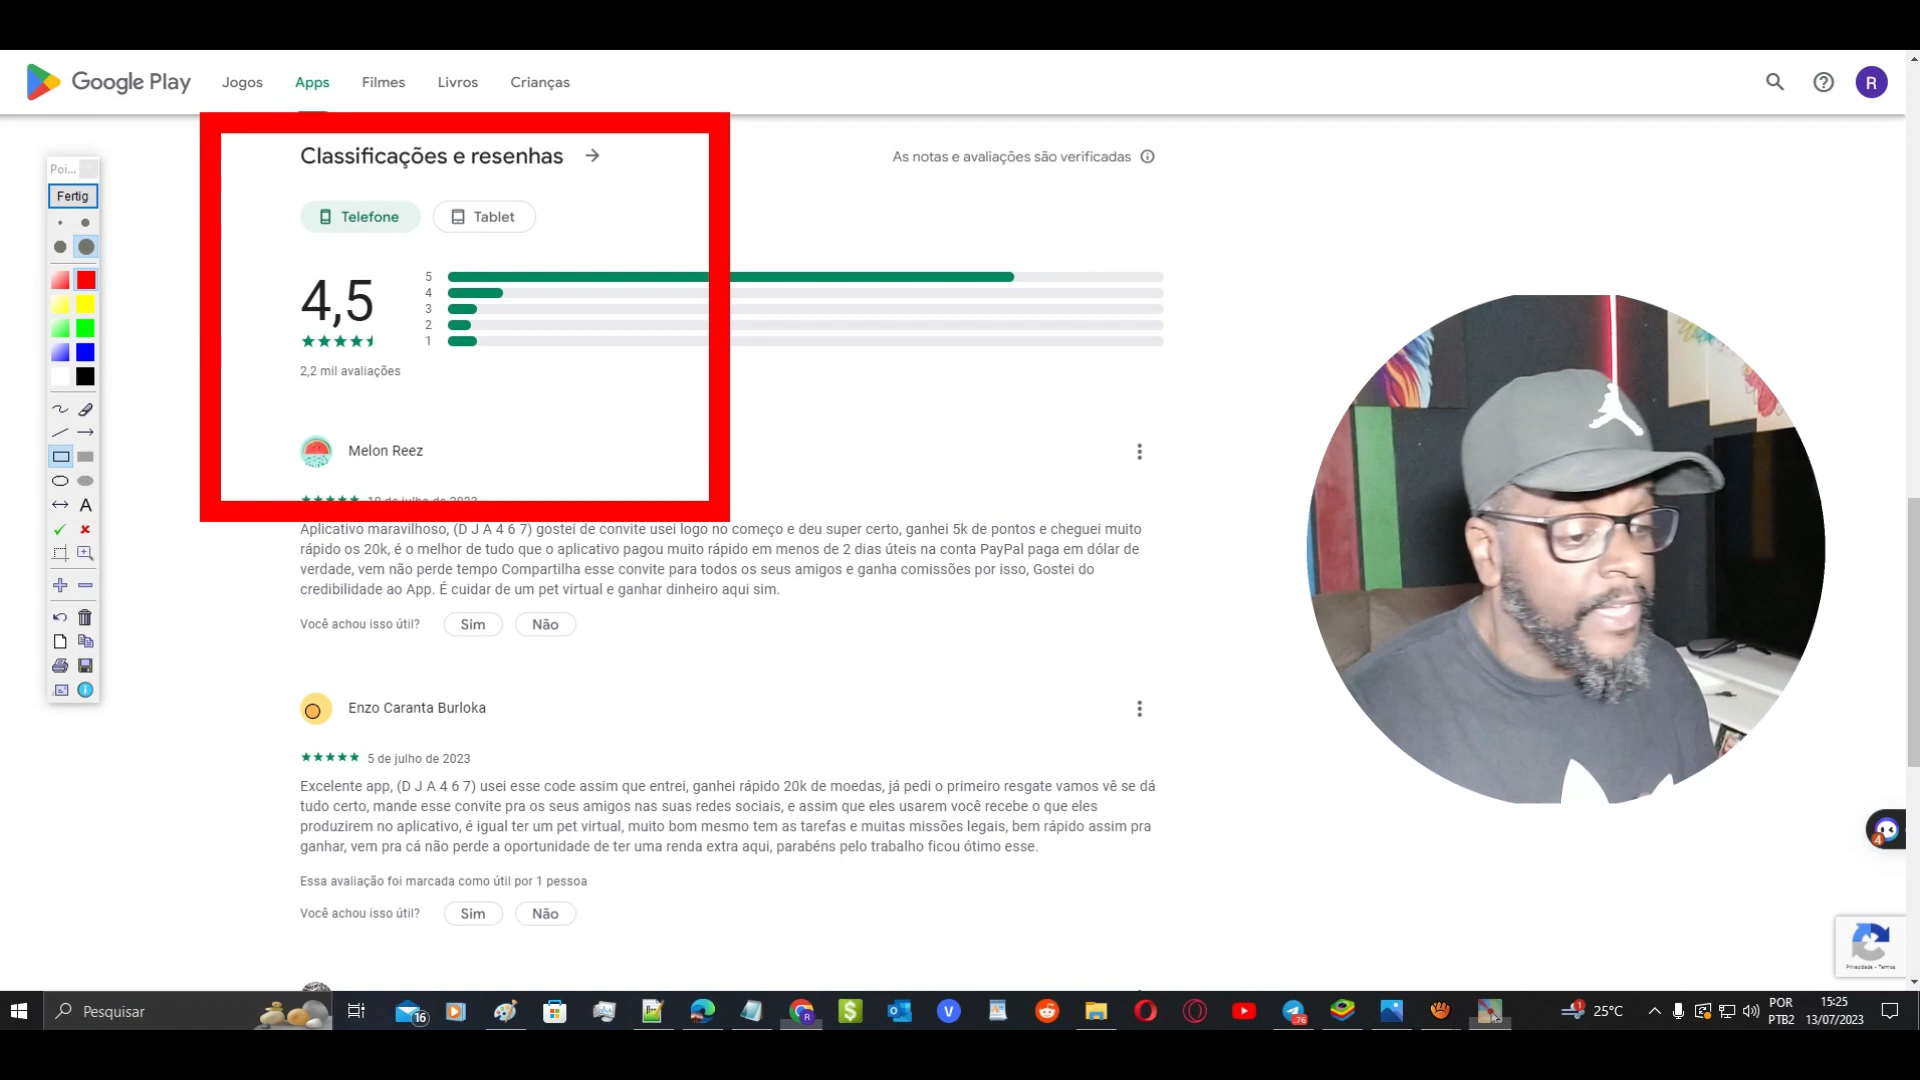 Google Play Jogos Apps Filmes Livros Crianças R
Poi...
Fertig
A
Classificações e resenhas
As notas e avaliações são verificadas
Telefone Tablet
4,5
5
4
3
2
1
2,2 mil avaliações
Melon Reez
10 de julho de 2023
Aplicativo maravilhoso, (D J A 4 6 7) gostei de convite usei logo no começo e deu super certo, ganhei 5k de pontos e cheguei muito
rápido os 20k, é o melhor de tudo que o aplicativo pagou muito rápido em menos de 2 dias úteis na conta PayPal paga em dólar de
verdade, vem não perde tempo Compartilha esse convite para todos os seus amigos e ganha comissões por isso, Gostei do
credibilidade ao App. É cuidar de um pet virtual e ganhar dinheiro aqui sim.
Você achou isso útil? Sim Não
Enzo Caranta Burloka
5 de julho de 2023
Excelente app, (D J A 4 6 7) usei esse code assim que entrei, ganhei rápido 20k de moedas, já pedi o primeiro resgate vamos vê se dá
tudo certo, mande esse convite pra os seus amigos nas suas redes sociais, e assim que eles usarem você recebe o que eles
produzirem no aplicativo, é igual ter um pet virtual, muito bom mesmo tem as tarefas e muitas missões legais, bem rápido assim pra
ganhar, vem pra cá não perde a oportunidade de ter uma renda extra aqui, parabéns pelo trabalho ficou ótimo esse.
Essa avaliação foi marcada como útil por 1 pessoa
Você achou isso útil? Sim Não
4
Privacidade - Termos
Pesquisar
16
76
1
25°C
POR
PTB2
15:25
13/07/2023